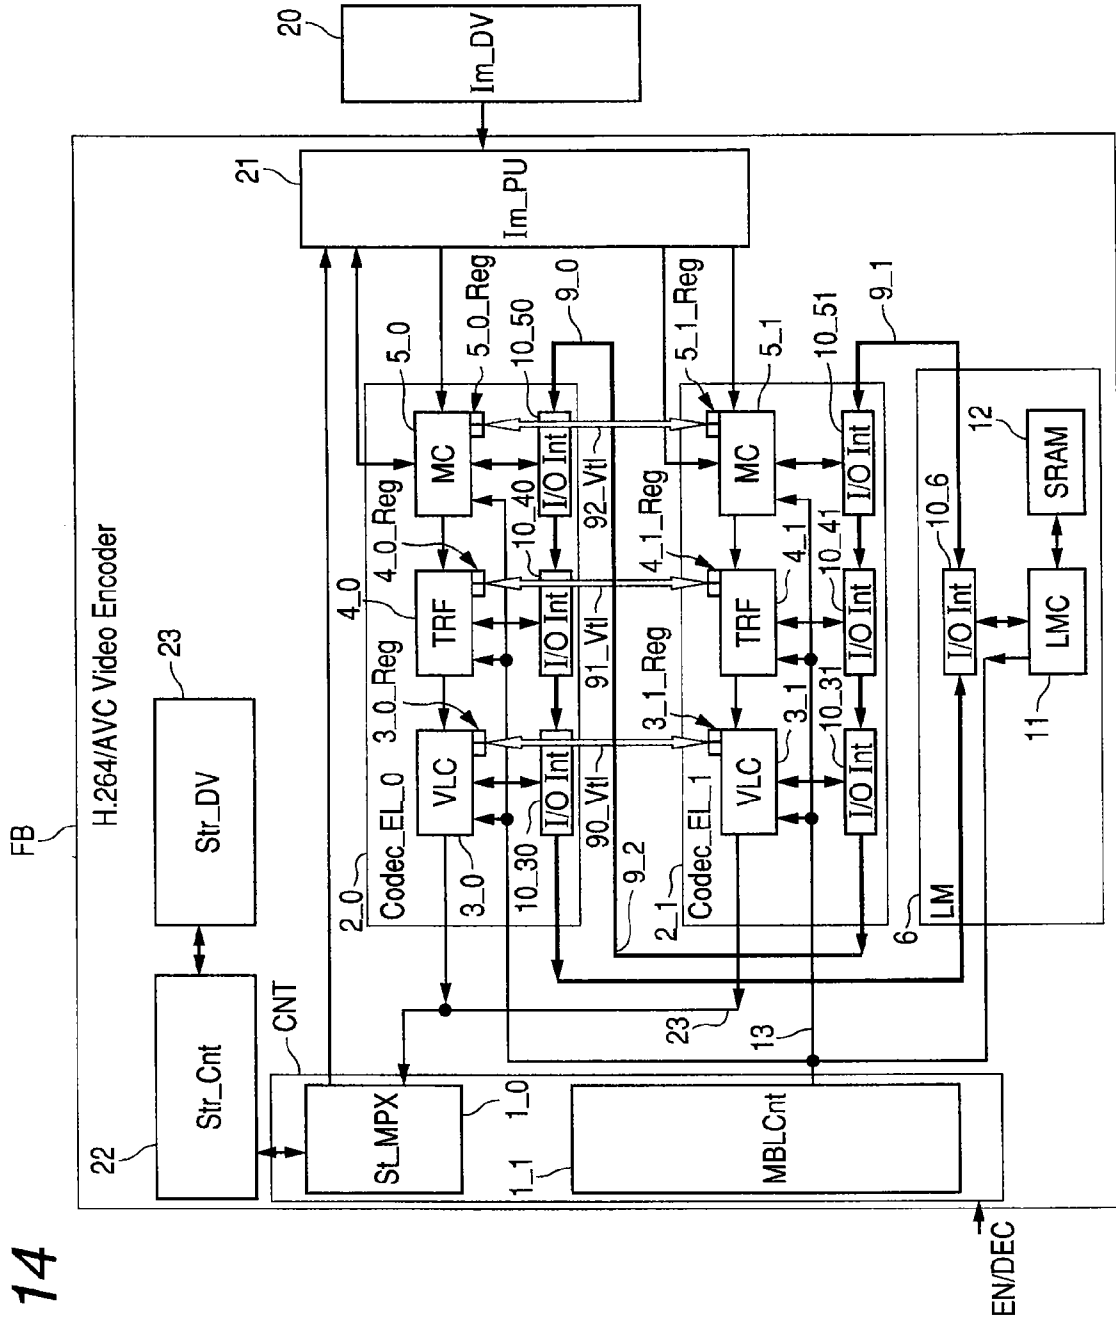 14
FB
H.264/AVC Video Encoder
EN/DEC
22
Str_Cnt
23
Str_DV
CNT
St_MPX
1_0
1_1
MBLCnt
20
Im_DV
21
Im_PU
2_0
Codec_EL_0
3_0
VLC
3_0_Reg
4_0
TRF
4_0_Reg
5_0
MC
5_0_Reg
10_30
I/O Int
10_40
I/O Int
10_50
I/O Int
9_0
90_Vtl
91_Vtl
92_Vtl
9_2
2_1
Codec_EL_1
3_1_Reg
VLC
3_1
4_1_Reg
TRF
4_1
5_1_Reg
MC
5_1
10_31
I/O Int
10_41
I/O Int
10_51
I/O Int
9_1
23
13
6
LM
10_6
I/O Int
11
LMC
12
SRAM